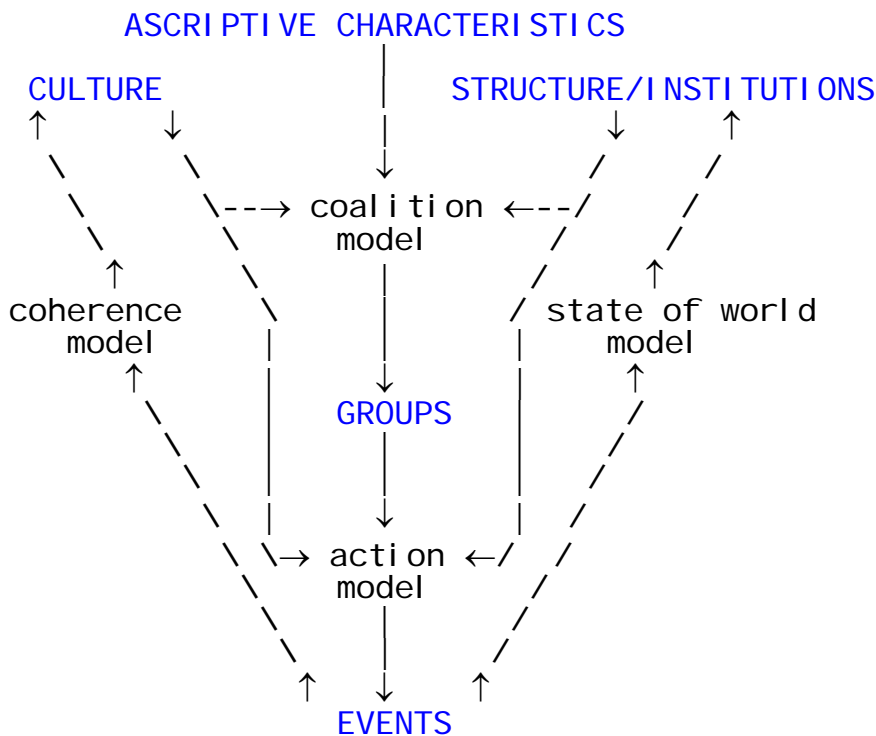 ASCRIPTIVE CHARACTERISTICS
CULTURE STRUCTURE/INSTITUTIONS
coalition
model
coherence state of world
model model
GROUPS
action
model
EVENTS